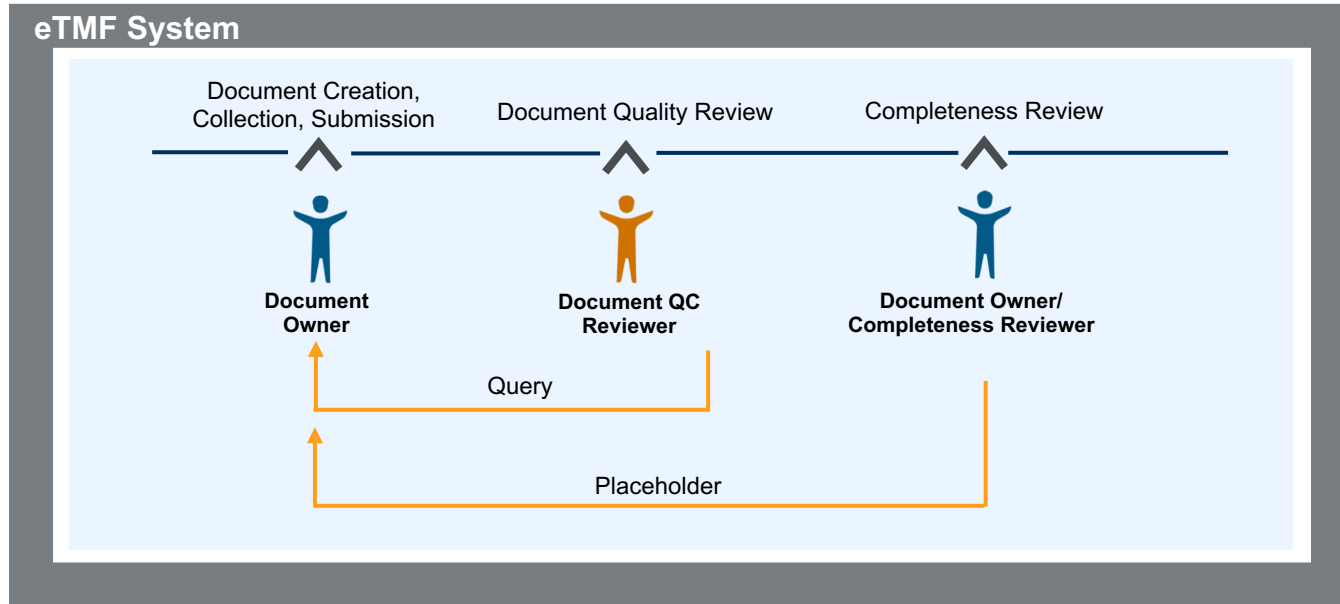 eTMF System
Document Creation,
Collection, Submission
Document Quality Review
Completeness Review
Document
Owner
Document QC
Reviewer
Document Owner/
Completeness Reviewer
Query
Placeholder